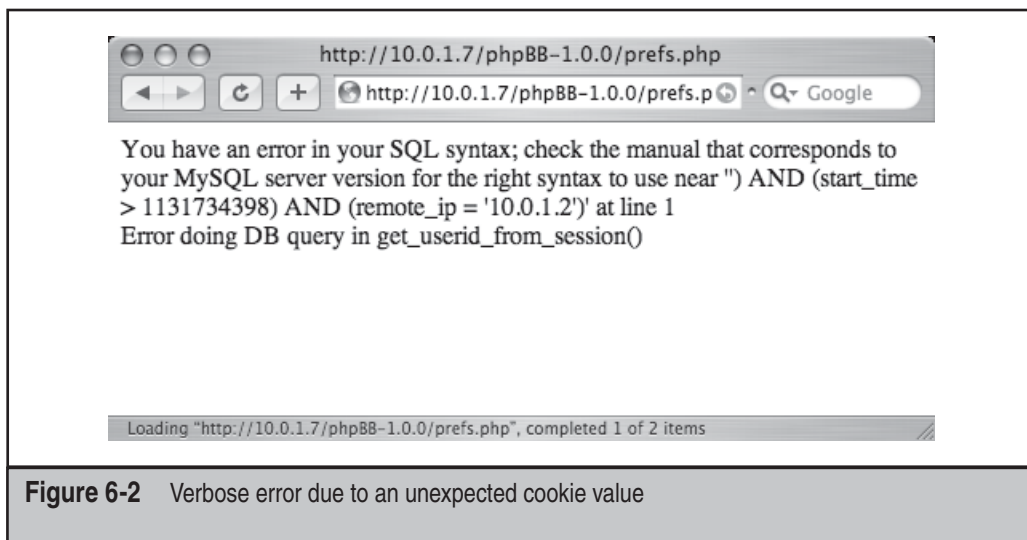 http://10.0.1.7/phpBB-1.0.0/prefs.php
http://10.0.1.7/phpBB-1.0.0/prefs.p
Google
You have an error in your SQL syntax; check the manual that corresponds to
your MySQL server version for the right syntax to use near '') AND (start_time
> 1131734398) AND (remote_ip = '10.0.1.2')' at line 1
Error doing DB query in get_userid_from_session()
Loading "http://10.0.1.7/phpBB-1.0.0/prefs.php", completed 1 of 2 items
Figure 6-2 Verbose error due to an unexpected cookie value